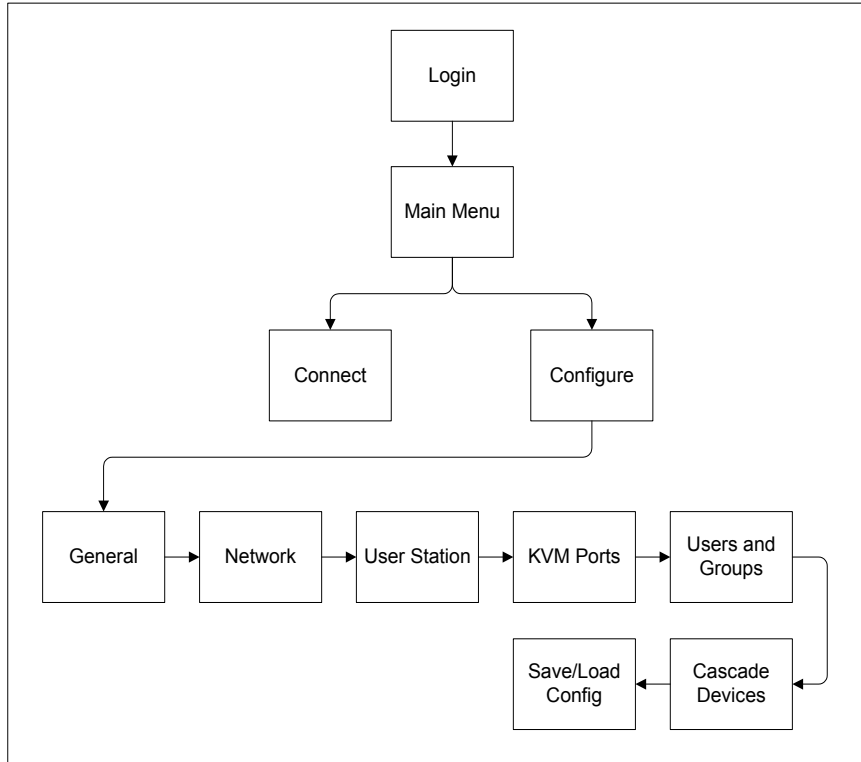 Login
Main Menu
Connect
Configure
General
Network
User Station
KVM Ports
Users and
Groups
Save/Load
Config
Cascade
Devices